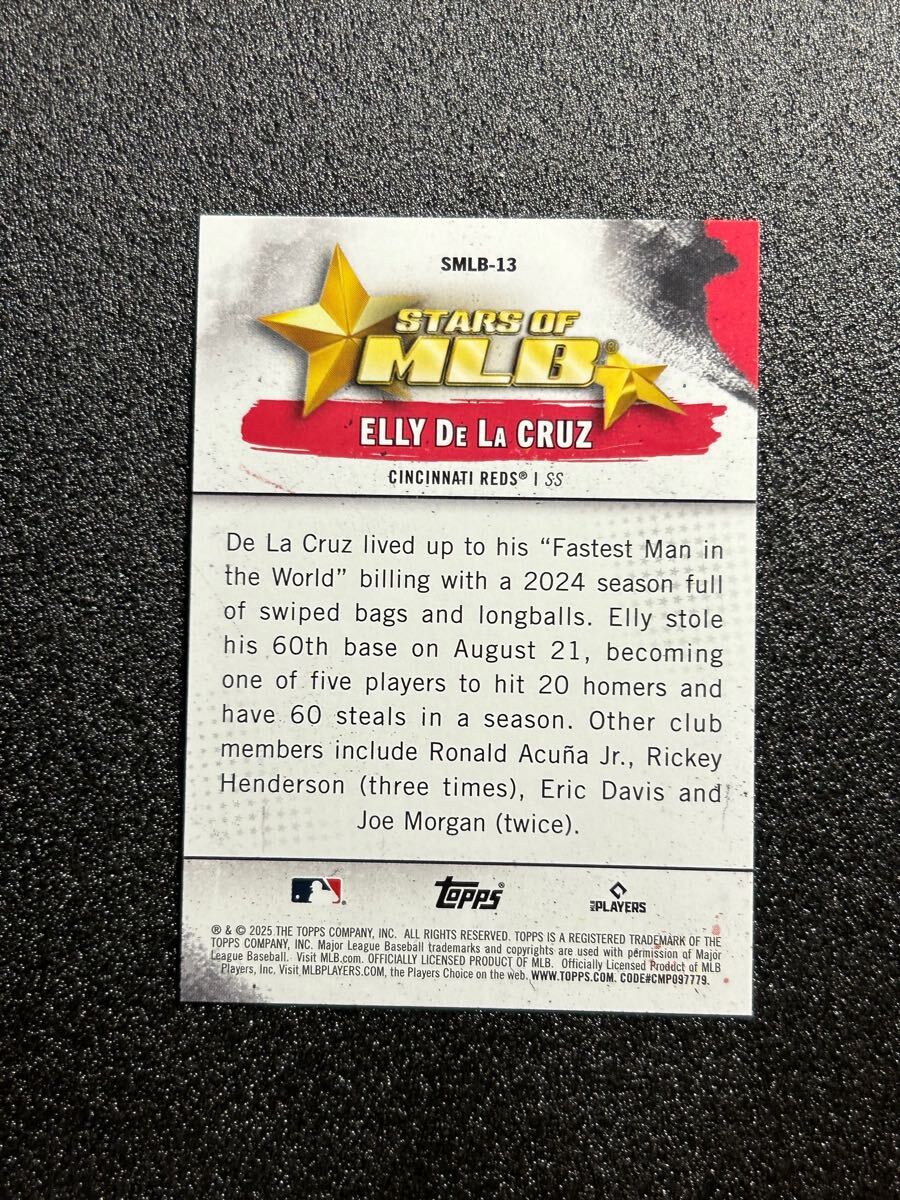 SMLB-13
STARS OF
MLB®
ELLY DE LA CRUZ
CINCINNATI REDS® | SS
De La Cruz lived up to his “Fastest Man in
the World” billing with a 2024 season full
of swiped bags and longballs. Elly stole
his 60th base on August 21, becoming
one of five players to hit 20 homers and
have 60 steals in a season. Other club
members include Ronald Acuña Jr., Rickey
Henderson (three times), Eric Davis and
Joe Morgan (twice).
topps®
MLB PLAYERS
® & © 2025 THE TOPPS COMPANY, INC. ALL RIGHTS RESERVED. TOPPS IS A REGISTERED TRADEMARK OF THE
TOPPS COMPANY, INC. Major League Baseball trademarks and copyrights are used with permission of Major
League Baseball. Visit MLB.com. OFFICIALLY LICENSED PRODUCT OF MLB. Officially Licensed Product of MLB
Players, Inc. Visit MLBPLAYERS.COM, the Players Choice on the web. WWW.TOPPS.COM. CODE#CMP097779.